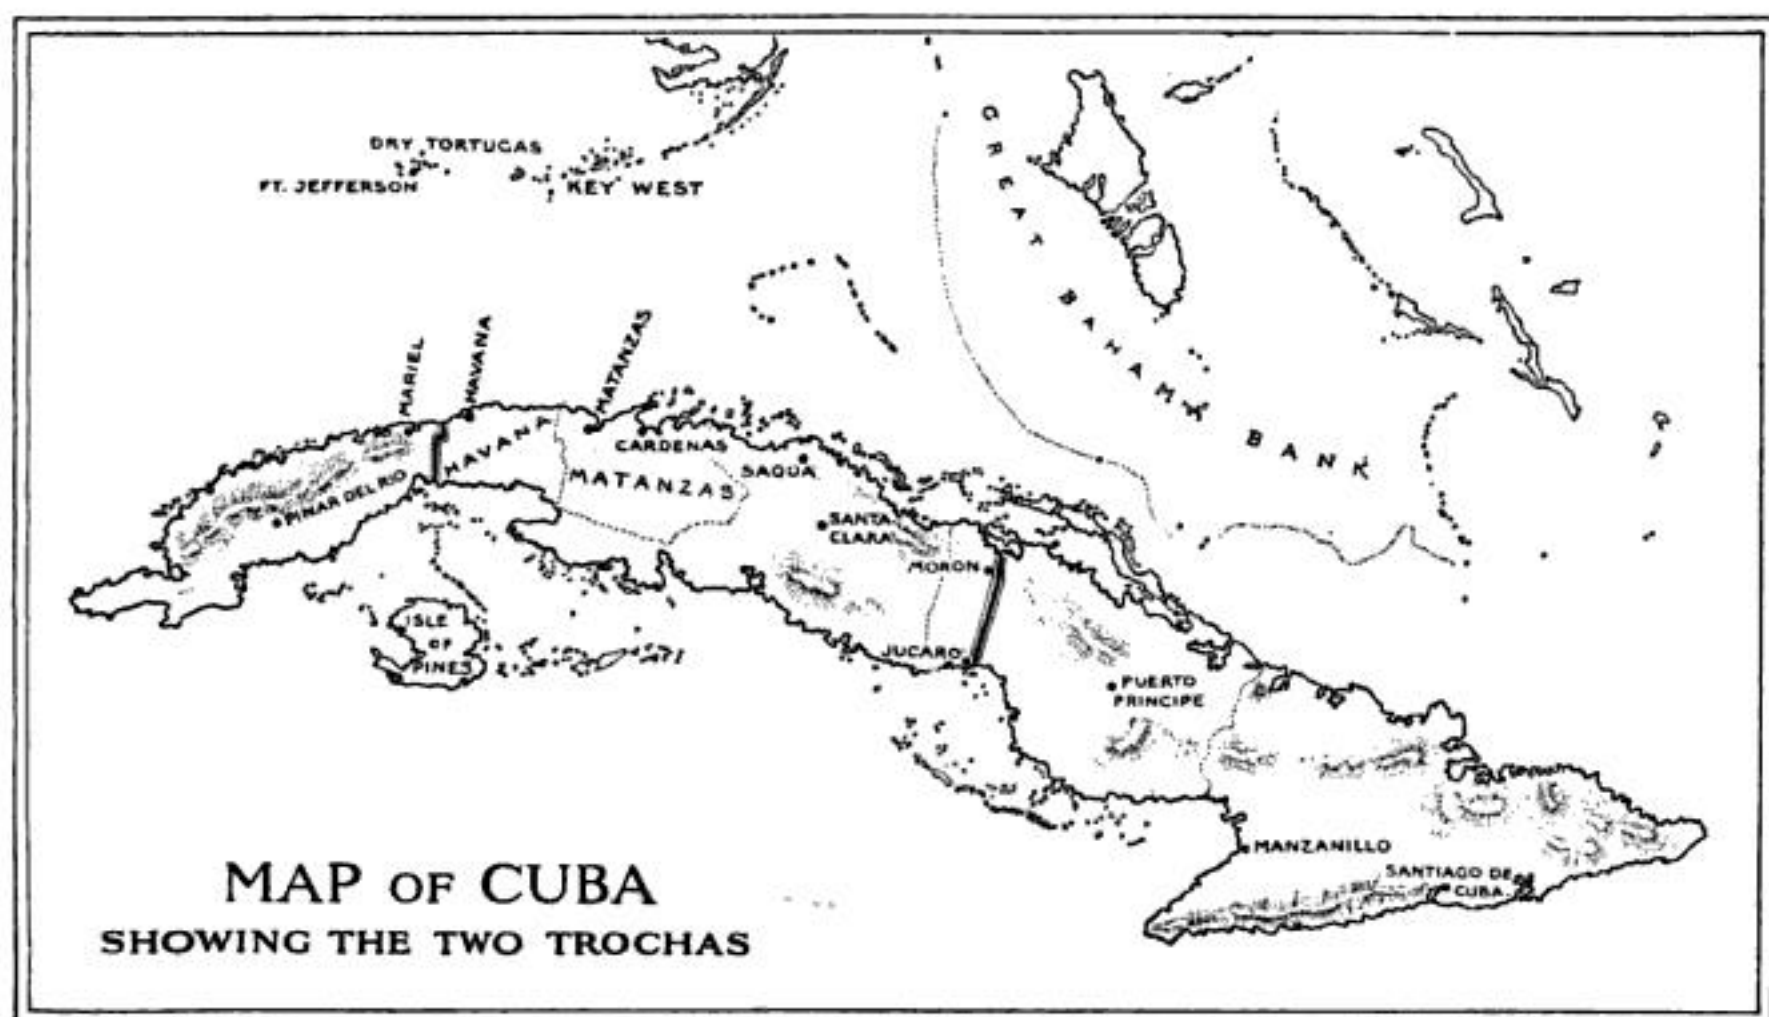 DRY TORTUGAS
FT. JEFFERSON
KEY WEST
GREAT BAHAMA BANK
MARIEL
HAVANA
MATANZAS
HAVANA
CARDENAS
MATANZAS
SAQUA
PINAR DEL RIO
SANTA
CLARA
MORON
ISLE
OF
PINES
JUCARO
PUERTO
PRINCIPE
MANZANILLO
SANTIAGO DE
CUBA
MAP OF CUBA
SHOWING THE TWO TROCHAS